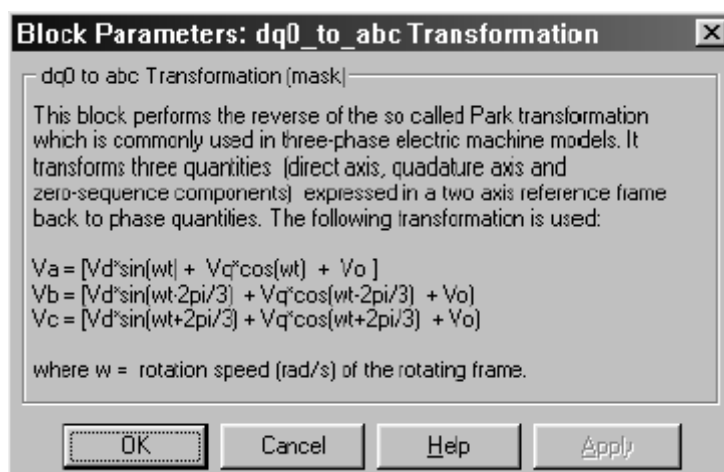 Block Parameters: dq0_to_abc Transformation
dq0 to abc Transformation (mask|
This block performs the reverse of the so called Park transformation
which is commonly used in three-phase electric machine models. It
transforms three quantities (direct axis, quadature axis and
zero-sequence components) expressed in a two axis reference frame
back to phase quantities. The following transformation is used:
Va = [Vd*sin(wt| + Vq*cos(wt) + Vo ]
Vb = [Vd*sin(wt-2pi/3) + Vq*cos(wt-2pi/3) + Vo)
Vc = [Vd*sin(wt+2pi/3) + Vq*cos(wt+2pi/3) + Vo)
where w = rotation speed (rad/s) of the rotating frame.
OK Cancel Help Apply